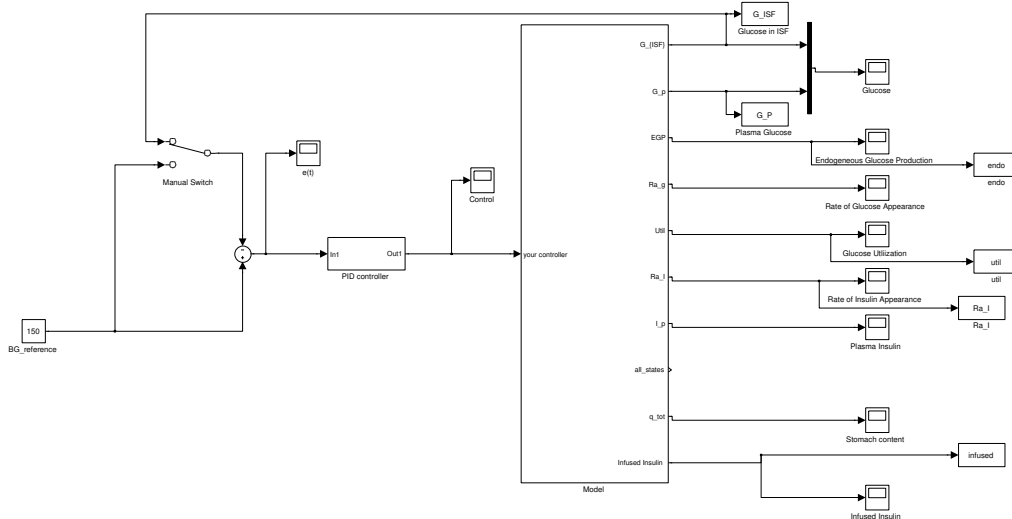 G_ISF
Glucose in ISF
G_(ISF)
Glucose
G_p
G_P
Plasma Glucose
EGP
Endogeneous Glucose Production
endo
endo
Manual Switch
e(t)
Control
Ra_g
Rate of Glucose Appearance
Util
Glucose Utliization
util
util
-
+
In1
Out1
PID controller
your controller
Ra_I
Rate of Insulin Appearance
Ra_I
Ra_I
150
BG_reference
I_p
Plasma Insulin
all_states
q_tot
Stomach content
Infused Insulin
infused
Model
Infused Insulin